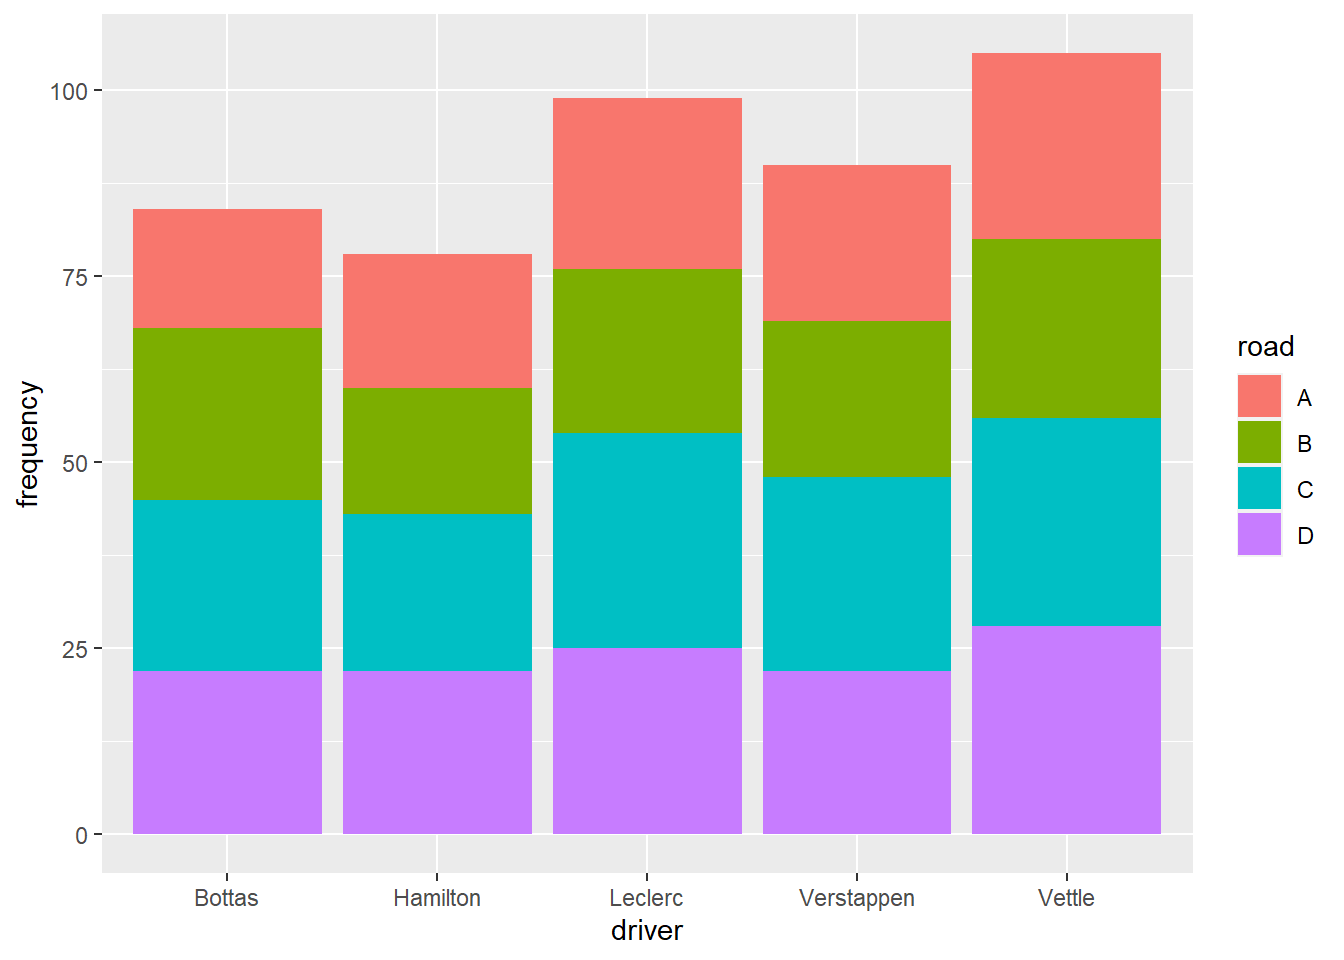 100
75
50
25
0
frequency
Bottas
Hamilton
Leclerc
Verstappen
Vettle
driver
road
A
B
C
D